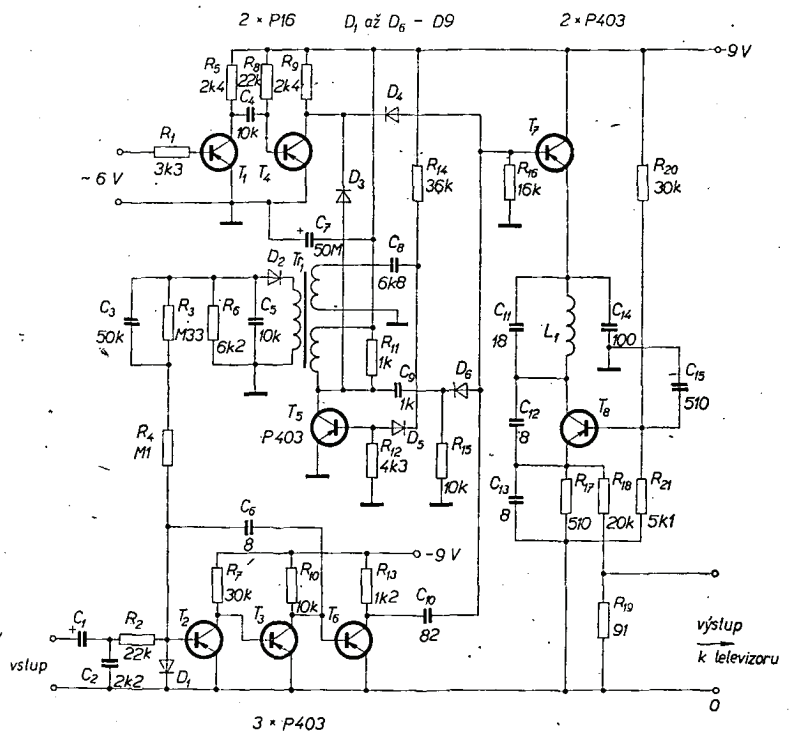 2 × P16 D1 až D6 – D9 2 × P403
-9 V
R5 2k4
R8 22k
R9 2k4
C4 10k
D4
R1 3k3
T1
T4
~ 6 V
D3
R14 36k
T7
R16 16k
R20 30k
+ C7 50M
D2
Tr1
C8 6k8
C3 50k
R3 M33
R6 6k2
C5 10k
R11 1k
C9 1k
D6
C11 18
L1
C14 100
C15 510
R4 M1
T5 P403
R12 4k3
D5
R15 10k
C12 8
T8
C13 8
R17 510
R18 20k
R21 5k1
C6 8
-9 V
R7 30k
R10 10k
R13 1k2
C10 82
C1 +
R2 22k
T2
T3
T6
R19 91
vstup
C2 2k2
D1
výstup
k televizoru
0
3 × P403